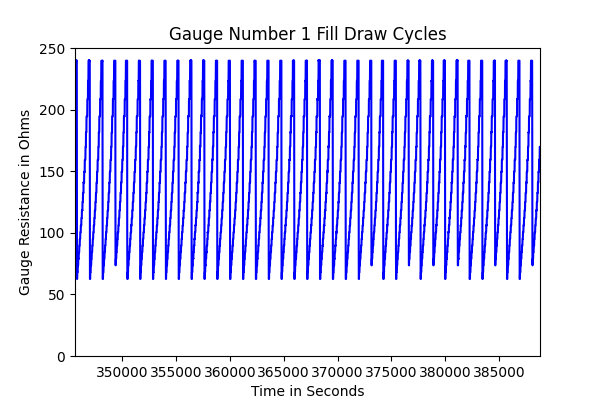 Gauge Number 1 Fill Draw Cycles
250
200
150
100
50
0
Gauge Resistance in Ohms
350000 355000 360000 365000 370000 375000 380000 385000
Time in Seconds